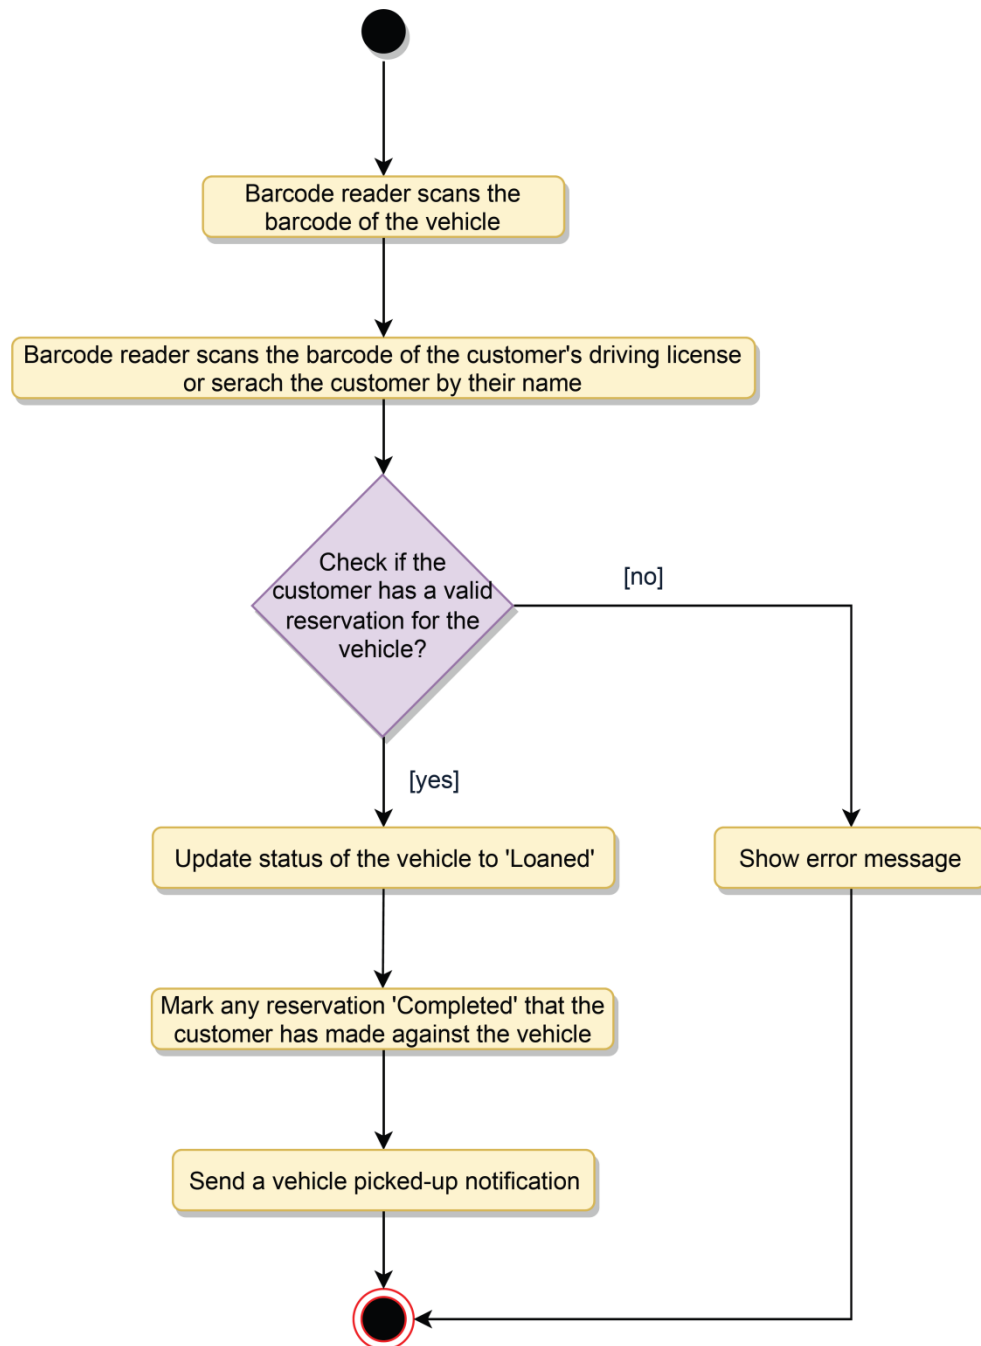 Barcode reader scans the
barcode of the vehicle
Barcode reader scans the barcode of the customer's driving license
or serach the customer by their name
Check if the
customer has a valid
reservation for the
vehicle?
[no]
[yes]
Update status of the vehicle to 'Loaned'
Show error message
Mark any reservation 'Completed' that the
customer has made against the vehicle
Send a vehicle picked-up notification